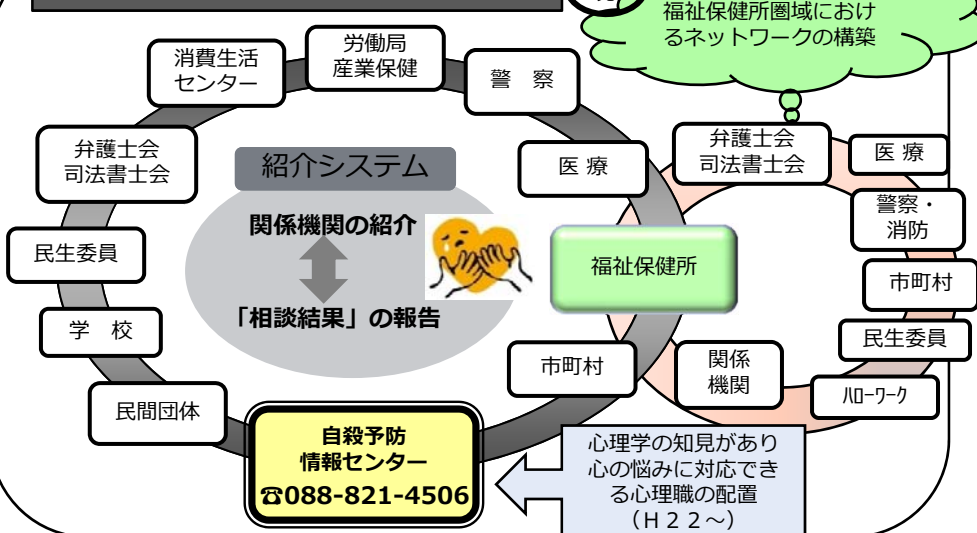 福祉保健所圏域におけ
るネットワークの構築
労働局
産業保健
消費生活
センター
警　察
弁護士会
司法書士会
医 療
紹介システム
関係機関の紹介
「相談結果」の報告
民生委員
学　校
民間団体
市町村
福祉保健所
弁護士会
司法書士会
医 療
警察・
消防
市町村
民生委員
ﾊﾛｰﾜｰｸ
関係
機関
自殺予防
情報センター
☎088-821-4506
心理学の知見があり
心の悩みに対応でき
る心理職の配置
（Ｈ２２～）